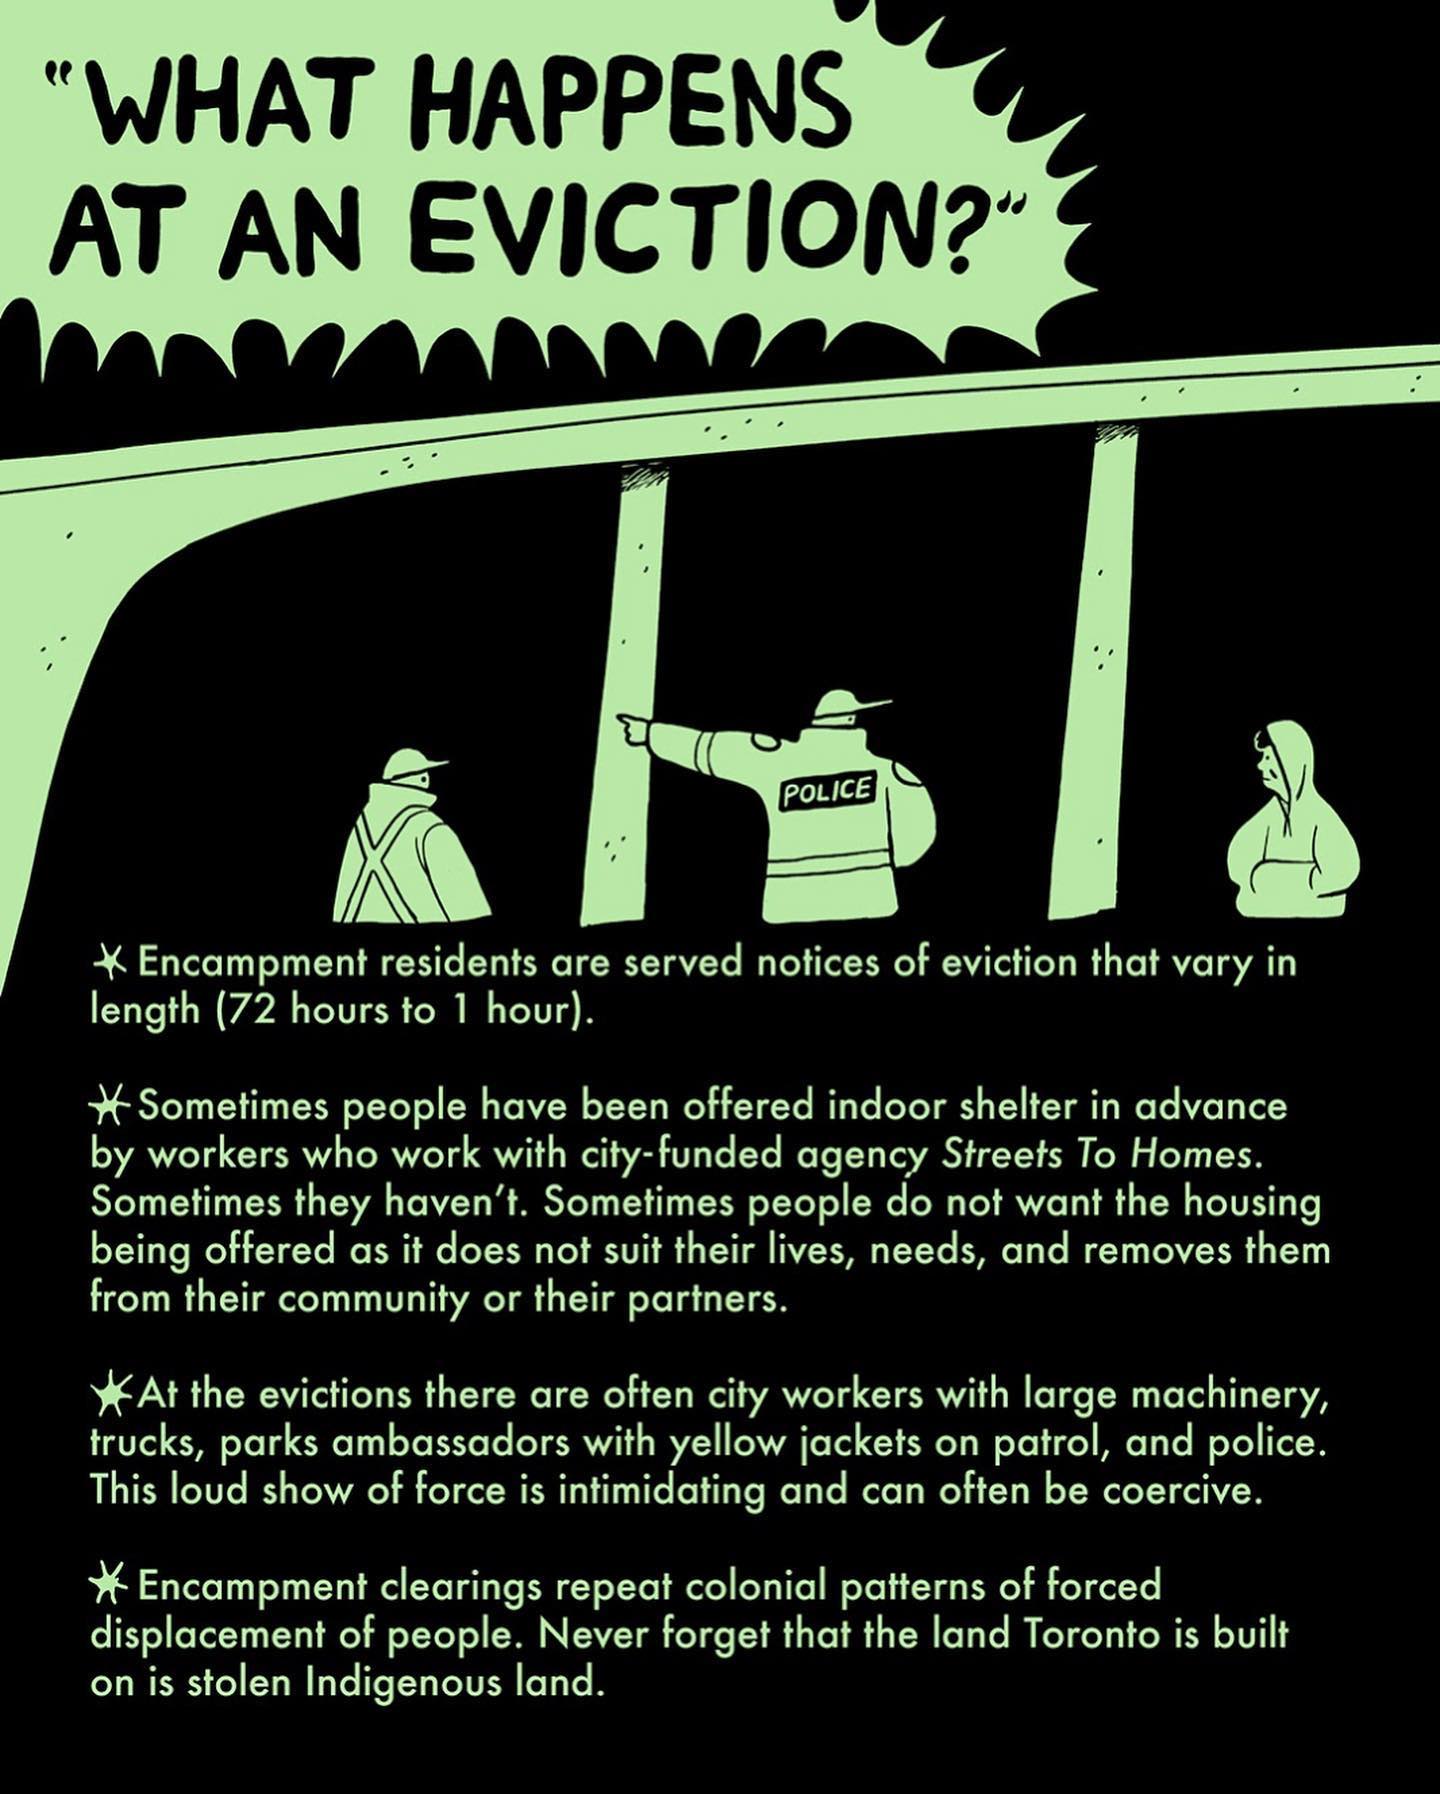 “WHAT HAPPENS
AT AN EVICTION?“
POLICE
Encampment residents are served notices of eviction that vary in
length (72 hours to 1 hour).
Sometimes people have been offered indoor shelter in advance
by workers who work with city-funded agency Streets To Homes.
Sometimes they haven’t. Sometimes people do not want the housing
being offered as it does not suit their lives, needs, and removes them
from their community or their partners.
At the evictions there are often city workers with large machinery,
trucks, parks ambassadors with yellow jackets on patrol, and police.
This loud show of force is intimidating and can often be coercive.
Encampment clearings repeat colonial patterns of forced
displacement of people. Never forget that the land Toronto is built
on is stolen Indigenous land.